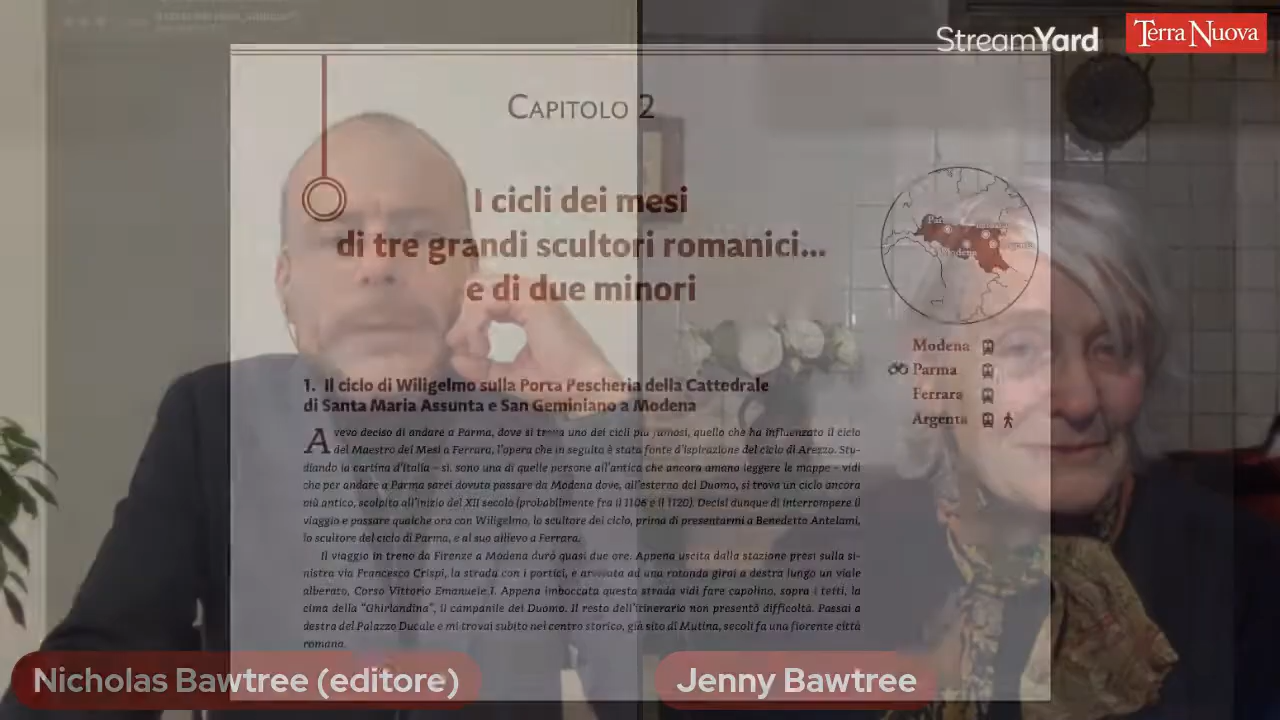 StreamYard
Terra Nuova
Capitolo 2
I cicli dei mesi
di tre grandi scultori romanici...
e di due minori
Modena
Parma
Ferrara
Argenta
1. Il ciclo di Wiligelmo sulla Porta Pescheria della Cattedrale
di Santa Maria Assunta e San Geminiano a Modena
Avevo deciso di andare a Parma, dove si trova uno dei cicli più famosi, quello che ha influenzato il ciclo
del Maestro dei Mesi a Ferrara, l'opera che in seguito è stata fonte d'ispirazione del ciclo di Arezzo. Stu-
diando la cartina d'Italia – sì, sono una di quelle persone all'antica che ancora amano leggere le mappe – vidi
che per andare a Parma sarei dovuta passare da Modena dove, all'esterno del Duomo, si trova un ciclo ancora
più antico, scolpito all'inizio del XII secolo (probabilmente fra il 1106 e il 1120). Decisi dunque di interrompere il
viaggio e passare qualche ora con Wiligelmo, lo scultore del ciclo, prima di presentarmi a Benedetto Antelami,
lo scultore del ciclo di Parma, e al suo allievo a Ferrara.
Il viaggio in treno da Firenze a Modena durò quasi due ore. Appena uscita dalla stazione presi sulla si-
nistra via Francesco Crispi, la strada con i portici, e arrivata ad una rotonda girai a destra lungo un viale
alberato, Corso Vittorio Emanuele I. Appena imboccata questa strada vidi fare capolino, sopra i tetti, la
cima della "Ghirlandina", il campanile del Duomo. Il resto dell'itinerario non presentò difficoltà. Passai a
destra del Palazzo Ducale e mi trovai subito nel centro storico, già sito di Mutina, secoli fa una fiorente città
romana.
Nicholas Bawtree (editore)
Jenny Bawtree